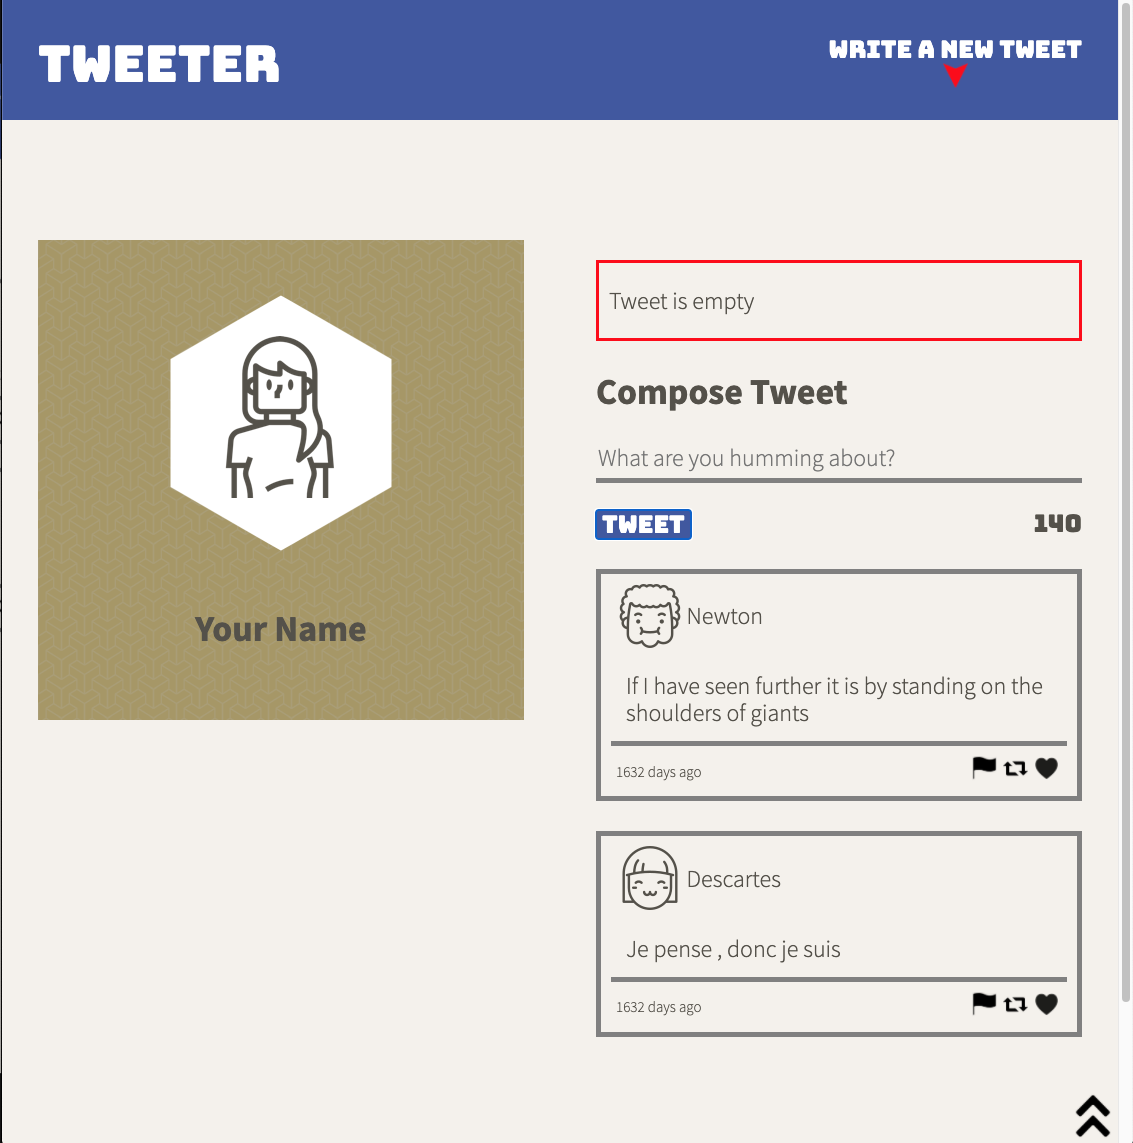 TWEETER
WRITE A NEW TWEET
Your Name
Tweet is empty
Compose Tweet
What are you humming about?
TWEET
140
Newton
If I have seen further it is by standing on the
shoulders of giants
1632 days ago
Descartes
Je pense , donc je suis
1632 days ago